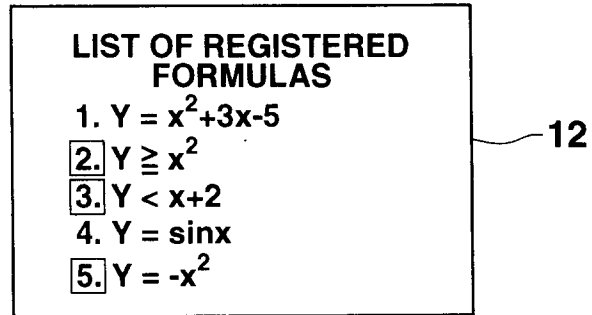 LIST OF REGISTERED
FORMULAS
1. Y = x²+3x-5
2. Y ≧ x²
12
3. Y < x+2
4. Y = sinx
5. Y = -x²